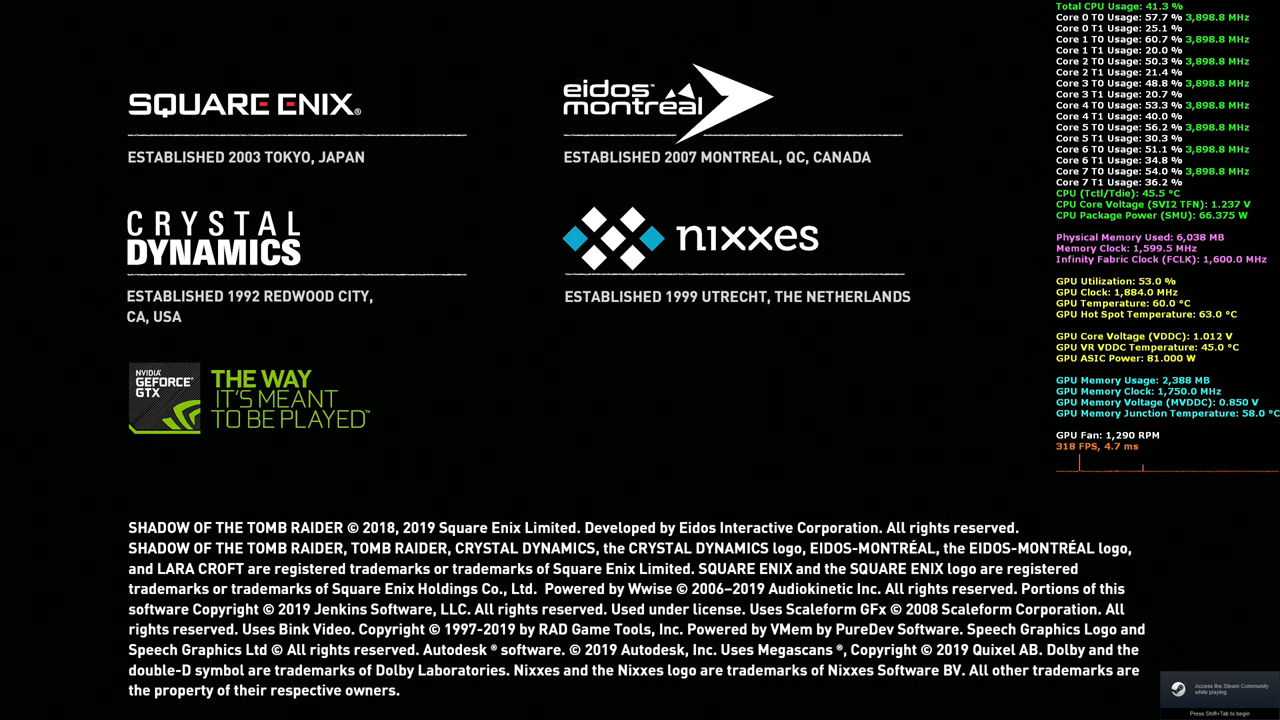 SQUARE ENIX®
ESTABLISHED 2003 TOKYO, JAPAN
eidos™
montréal
ESTABLISHED 2007 MONTREAL, QC, CANADA
CRYSTAL
DYNAMICS
ESTABLISHED 1992 REDWOOD CITY,
CA, USA
nixxes
ESTABLISHED 1999 UTRECHT, THE NETHERLANDS
NVIDIA
GEFORCE®
GTX
THE WAY
IT'S MEANT
TO BE PLAYED™
SHADOW OF THE TOMB RAIDER © 2018, 2019 Square Enix Limited. Developed by Eidos Interactive Corporation. All rights reserved.
SHADOW OF THE TOMB RAIDER, TOMB RAIDER, CRYSTAL DYNAMICS, the CRYSTAL DYNAMICS logo, EIDOS-MONTRÉAL, the EIDOS-MONTRÉAL logo,
and LARA CROFT are registered trademarks or trademarks of Square Enix Limited. SQUARE ENIX and the SQUARE ENIX logo are registered
trademarks or trademarks of Square Enix Holdings Co., Ltd. Powered by Wwise © 2006–2019 Audiokinetic Inc. All rights reserved. Portions of this
software Copyright © 2019 Jenkins Software, LLC. All rights reserved. Used under license. Uses Scaleform GFx © 2008 Scaleform Corporation. All
rights reserved. Uses Bink Video. Copyright © 1997-2019 by RAD Game Tools, Inc. Powered by VMem by PureDev Software. Speech Graphics Logo and
Speech Graphics Ltd © All rights reserved. Autodesk ® software. © 2019 Autodesk, Inc. Uses Megascans ®, Copyright © 2019 Quixel AB. Dolby and the
double-D symbol are trademarks of Dolby Laboratories. Nixxes and the Nixxes logo are trademarks of Nixxes Software BV. All other trademarks are
the property of their respective owners.
Total CPU Usage: 41.3 %
Core 0 T0 Usage: 57.7 % 3,898.8 MHz
Core 0 T1 Usage: 25.1 %
Core 1 T0 Usage: 60.7 % 3,898.8 MHz
Core 1 T1 Usage: 20.0 %
Core 2 T0 Usage: 50.3 % 3,898.8 MHz
Core 2 T1 Usage: 21.4 %
Core 3 T0 Usage: 48.8 % 3,898.8 MHz
Core 3 T1 Usage: 20.7 %
Core 4 T0 Usage: 53.3 % 3,898.8 MHz
Core 4 T1 Usage: 40.0 %
Core 5 T0 Usage: 56.2 % 3,898.8 MHz
Core 5 T1 Usage: 30.3 %
Core 6 T0 Usage: 51.1 % 3,898.8 MHz
Core 6 T1 Usage: 34.8 %
Core 7 T0 Usage: 54.0 % 3,898.8 MHz
Core 7 T1 Usage: 36.2 %
CPU (Tctl/Tdie): 45.5 °C
CPU Core Voltage (SVI2 TFN): 1.237 V
CPU Package Power (SMU): 66.375 W
Physical Memory Used: 6,038 MB
Memory Clock: 1,599.5 MHz
Infinity Fabric Clock (FCLK): 1,600.0 MHz
GPU Utilization: 53.0 %
GPU Clock: 1,884.0 MHz
GPU Temperature: 60.0 °C
GPU Hot Spot Temperature: 63.0 °C
GPU Core Voltage (VDDC): 1.012 V
GPU VR VDDC Temperature: 45.0 °C
GPU ASIC Power: 81.000 W
GPU Memory Usage: 2,388 MB
GPU Memory Clock: 1,750.0 MHz
GPU Memory Voltage (MVDDC): 0.850 V
GPU Memory Junction Temperature: 58.0 °C
GPU Fan: 1,290 RPM
318 FPS, 4.7 ms
Access the Steam Community
while playing.
Press Shift+Tab to begin